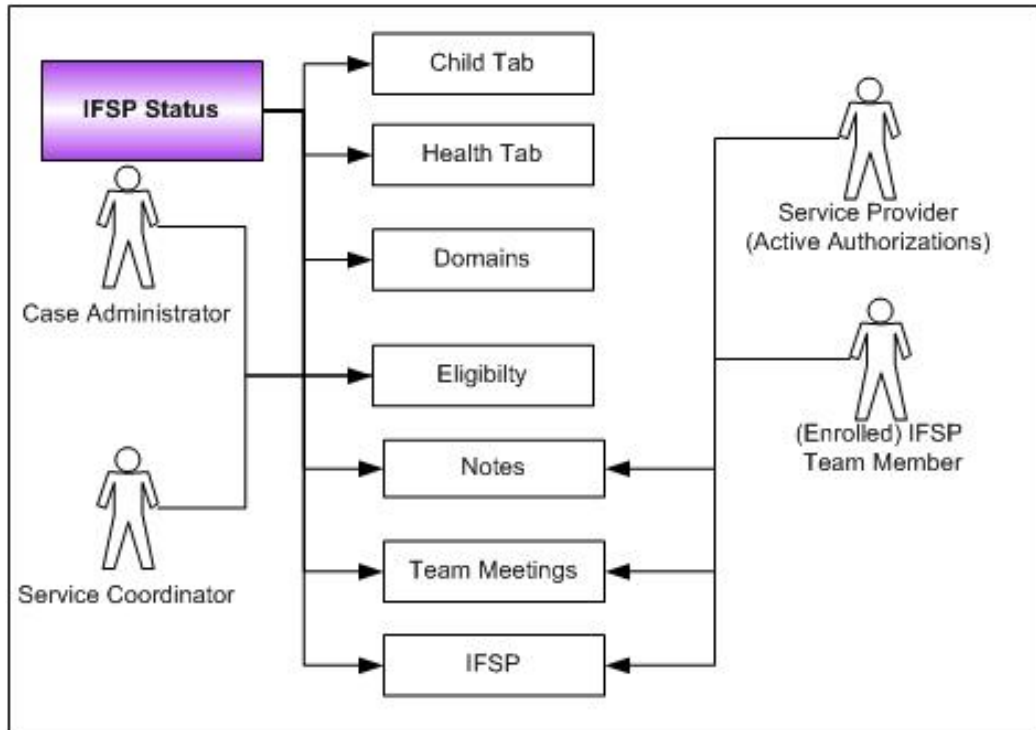 IFSP Status
Case Administrator
Service Coordinator
Child Tab
Health Tab
Domains
Eligibilty
Notes
Team Meetings
IFSP
Service Provider
(Active Authorizations)
(Enrolled) IFSP
Team Member